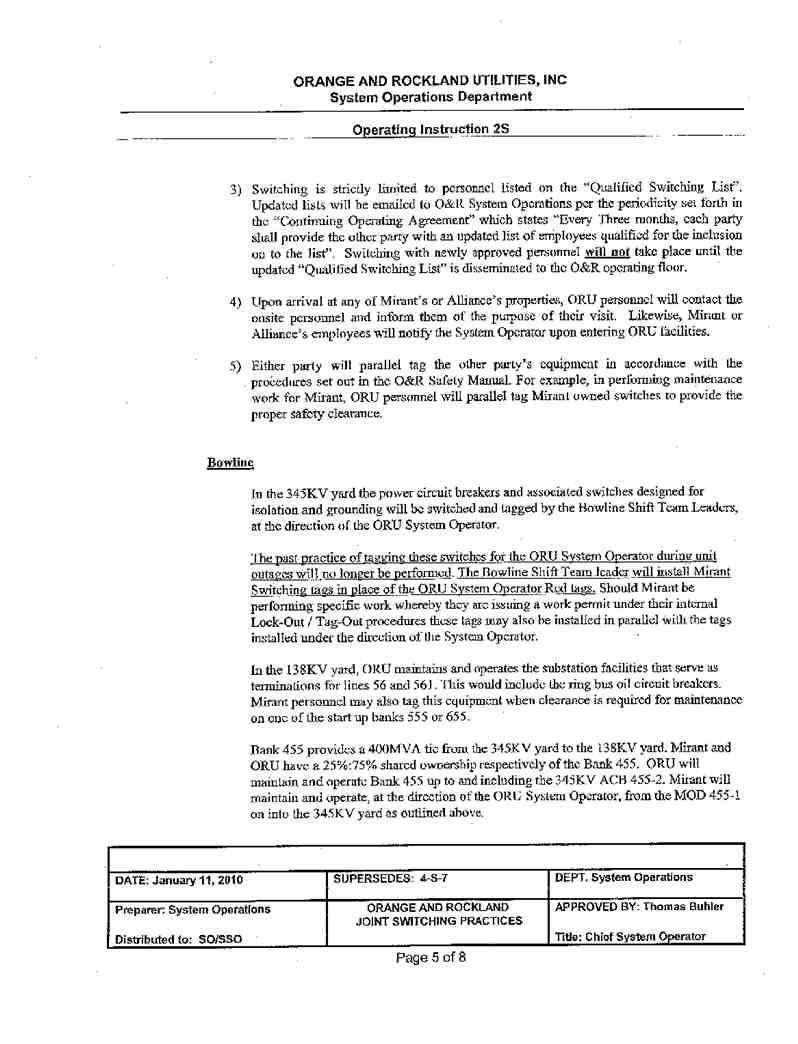 ORANGE AND ROCKLAND UTILITIES, INC
System Operations Department
Operating Instruction 2S
3) Switching is strictly limited to personnel listed on the “Qualified Switching List”.
Updated lists will be emailed to O&R System Operations per the periodicity set forth in
the “Continuing Operating Agreement” which states “Every Three months, each party
shall provide the other party with an updated list of employees qualified for the inclusion
on to the list”. Switching with newly approved personnel will not take place until the
updated “Qualified Switching List” is disseminated to the O&R operating floor.
4) Upon arrival at any of Mirant’s or Alliance’s properties, ORU personnel will contact the
onsite personnel and inform them of the purpose of their visit. Likewise, Mirant or
Alliance’s employees will notify the System Operator upon entering ORU facilities.
5) Either party will parallel tag the other party’s equipment in accordance with the
procedures set out in the O&R Safety Manual. For example, in performing maintenance
work for Mirant, ORU personnel will parallel tag Mirant owned switches to provide the
proper safety clearance.
Bowline
In the 345KV yard the power circuit breakers and associated switches designed for
isolation and grounding will be switched and tagged by the Bowline Shift Team Leaders,
at the direction of the ORU System Operator.
The past practice of tagging these switches for the ORU System Operator during unit
outages will no longer be performed. The Bowline Shift Team leader will install Mirant
Switching tags in place of the ORU System Operator Red tags. Should Mirant be
performing specific work whereby they are issuing a work permit under their internal
Lock-Out / Tag-Out procedures these tags may also be installed in parallel with the tags
installed under the direction of the System Operator.
In the 138KV yard, ORU maintains and operates the substation facilities that serve as
terminations for lines 56 and 561. This would include the ring bus oil circuit breakers.
Mirant personnel may also tag this equipment when clearance is required for maintenance
on one of the start up banks 555 or 655.
Bank 455 provides a 400MVA tie from the 345KV yard to the 138KV yard. Mirant and
ORU have a 25%:75% shared ownership respectively of the Bank 455. ORU will
maintain and operate Bank 455 up to and including the 345KV ACB 455-2. Mirant will
maintain and operate, at the direction of the ORU System Operator, from the MOD 455-1
on into the 345KV yard as outlined above.
DATE: January 11, 2010
SUPERSEDES: 4-S-7
DEPT. System Operations
Preparer: System Operations
Distributed to: SO/SSO
ORANGE AND ROCKLAND
JOINT SWITCHING PRACTICES
APPROVED BY: Thomas Buhler
Title: Chief System Operator
Page 5 of 8